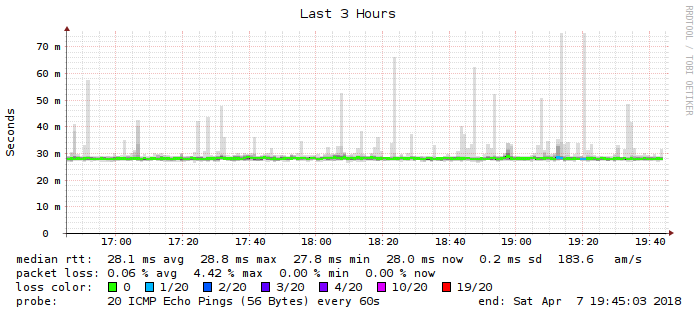 Last 3 Hours
RRDTOOL / TOBI OETIKER
Seconds
70 m
60 m
50 m
40 m
30 m
20 m
10 m
0
17:00 17:20 17:40 18:00 18:20 18:40 19:00 19:20 19:40
median rtt: 28.1 ms avg 28.8 ms max 27.8 ms min 28.0 ms now 0.2 ms sd 183.6 am/s
packet loss: 0.06 % avg 4.42 % max 0.00 % min 0.00 % now
loss color: 0 1/20 2/20 3/20 4/20 10/20 19/20
probe: 20 ICMP Echo Pings (56 Bytes) every 60s end: Sat Apr 7 19:45:03 2018